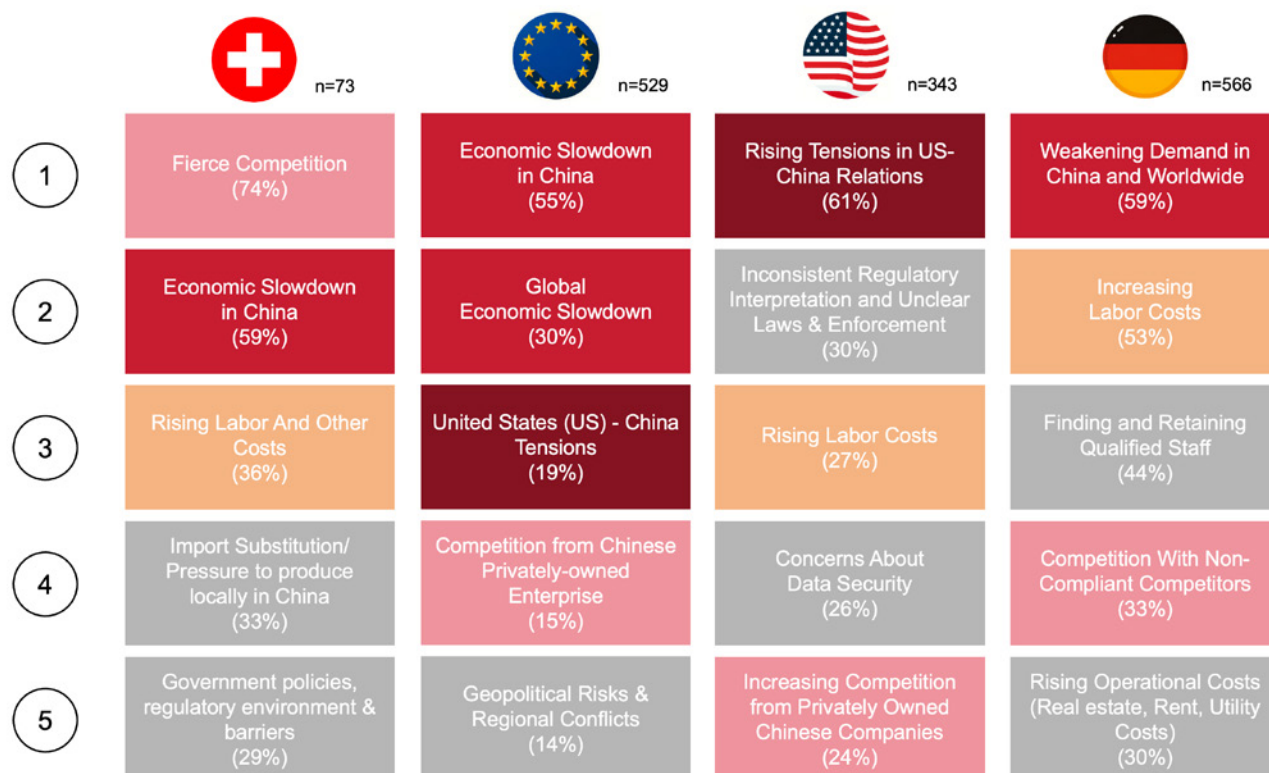 n=73
n=529
n=343
n=566
1
Fierce Competition
(74%)
Economic Slowdown
in China
(55%)
Rising Tensions in US-
China Relations
(61%)
Weakening Demand in
China and Worldwide
(59%)
2
Economic Slowdown
in China
(59%)
Global
Economic Slowdown
(30%)
Inconsistent Regulatory
Interpretation and Unclear
Laws & Enforcement
(30%)
Increasing
Labor Costs
(53%)
3
Rising Labor And Other
Costs
(36%)
United States (US) - China
Tensions
(19%)
Rising Labor Costs
(27%)
Finding and Retaining
Qualified Staff
(44%)
4
Import Substitution/
Pressure to produce
locally in China
(33%)
Competition from Chinese
Privately-owned
Enterprise
(15%)
Concerns About
Data Security
(26%)
Competition With Non-
Compliant Competitors
(33%)
5
Government policies,
regulatory environment &
barriers
(29%)
Geopolitical Risks &
Regional Conflicts
(14%)
Increasing Competition
from Privately Owned
Chinese Companies
(24%)
Rising Operational Costs
(Real estate, Rent, Utility
Costs)
(30%)